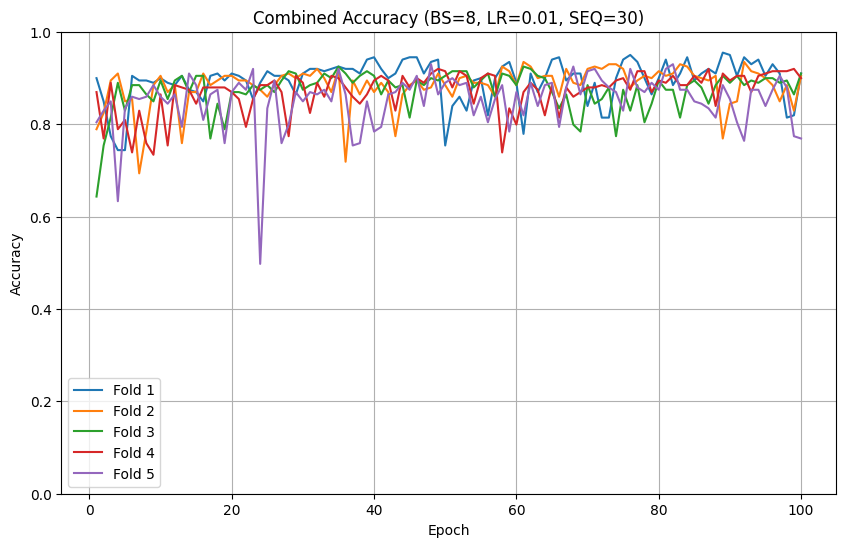 Combined Accuracy (BS=8, LR=0.01, SEQ=30)
1.0
0.8
0.6
0.4
0.2
0.0
Accuracy
Fold 1
Fold 2
Fold 3
Fold 4
Fold 5
0 20 40 60 80 100
Epoch